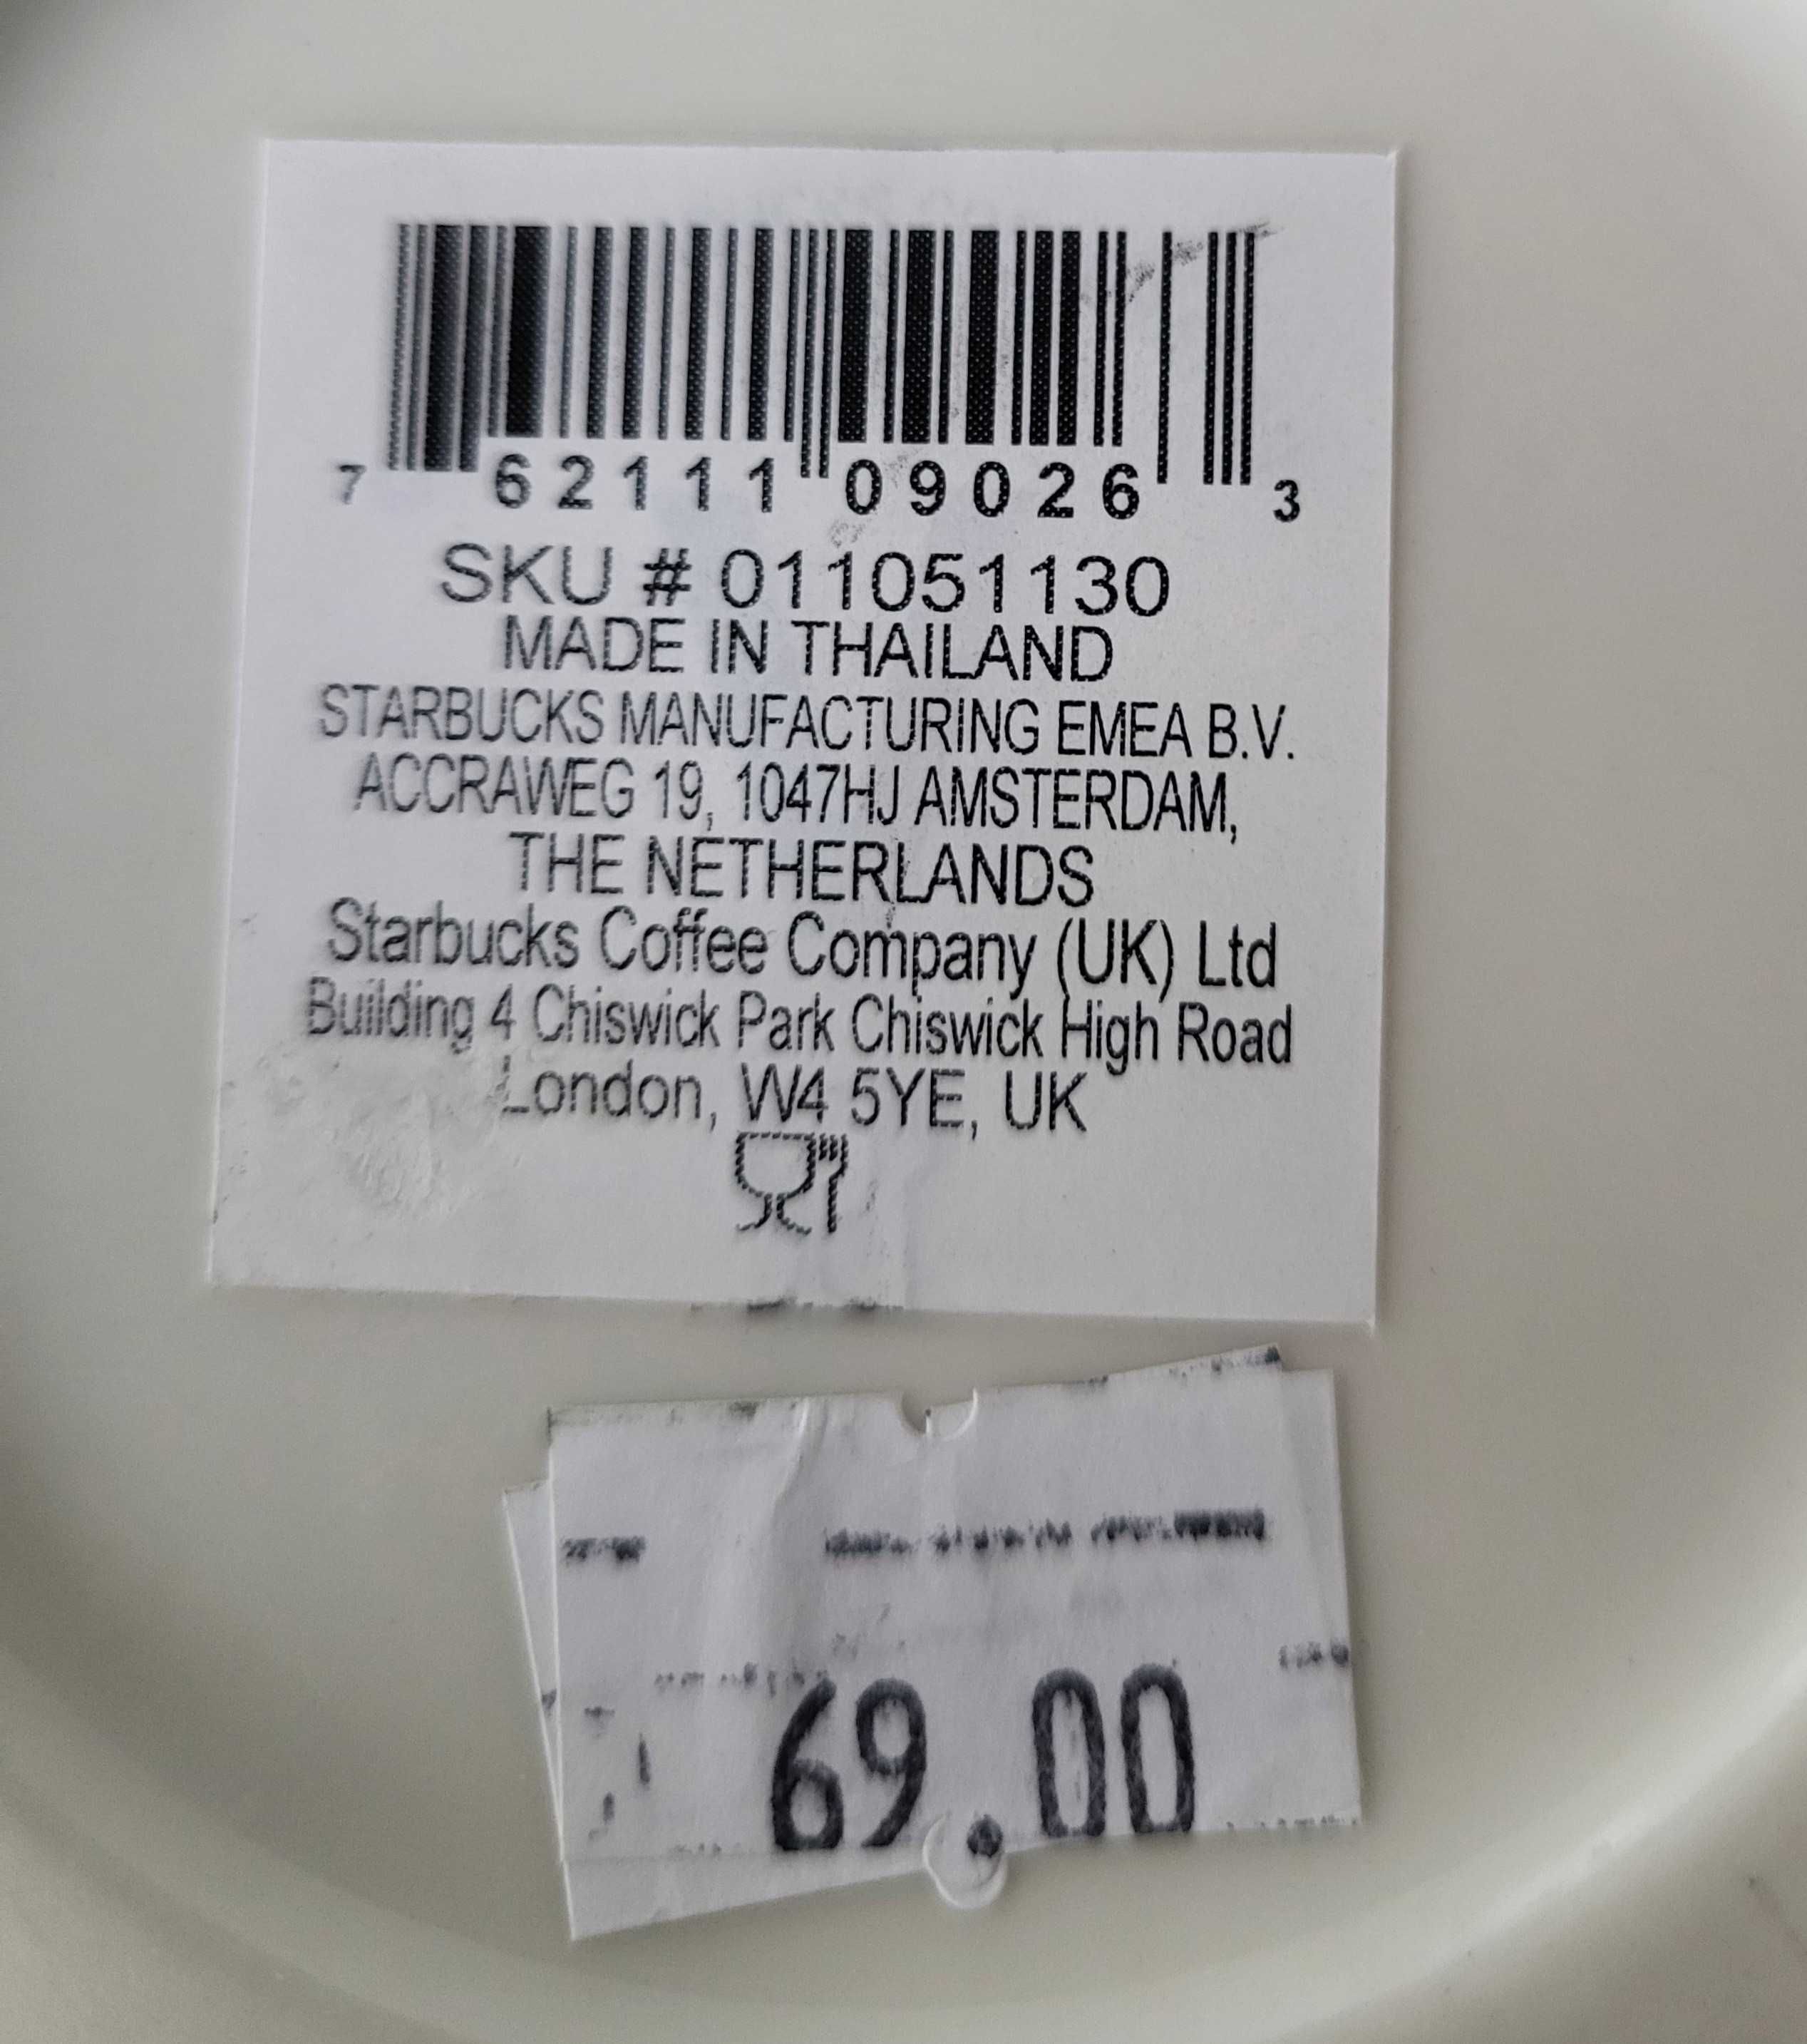 7 62111 09026 3
SKU # 011051130
MADE IN THAILAND
STARBUCKS MANUFACTURING EMEA B.V.
ACCRAWEG 19, 1047HJ AMSTERDAM,
THE NETHERLANDS
Starbucks Coffee Company (UK) Ltd
Building 4 Chiswick Park Chiswick High Road
London, W4 5YE, UK
69.00